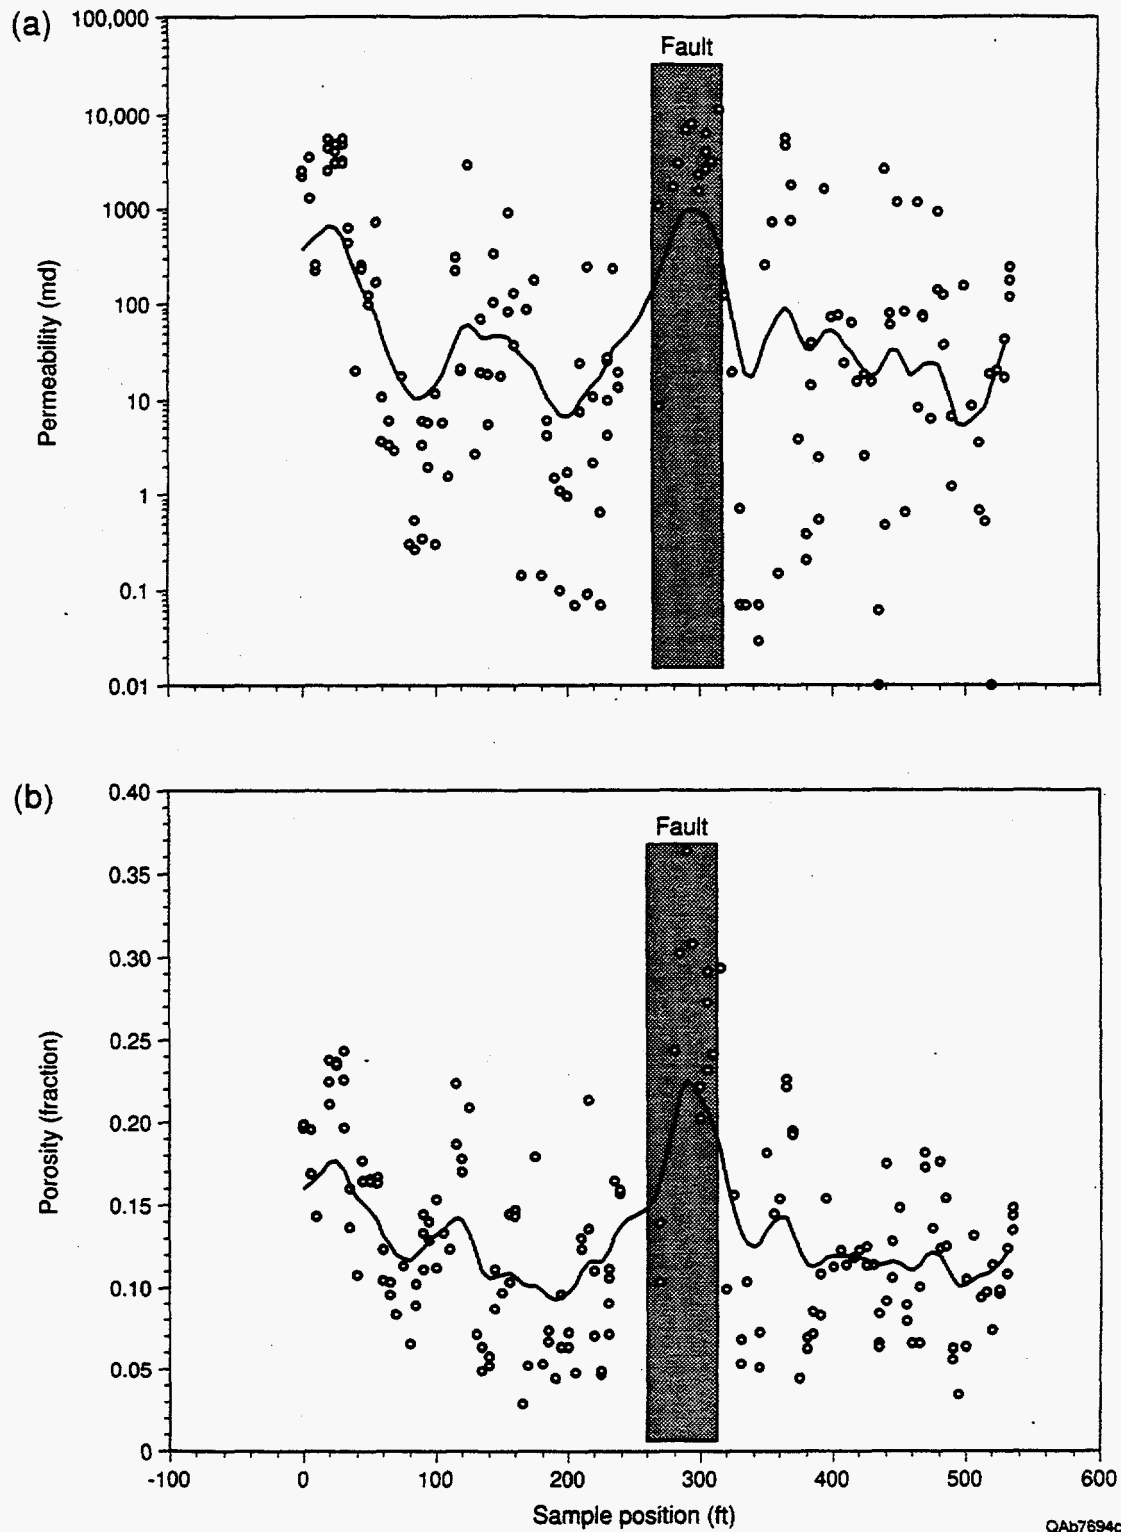 (a)
100,000
10,000
1000
100
10
1
0.1
0.01
Permeability (md)
Fault
(b)
0.40
0.35
0.30
0.25
0.20
0.15
0.10
0.05
0
Porosity (fraction)
Fault
-100 0 100 200 300 400 500 600
Sample position (ft)
QAb7694c